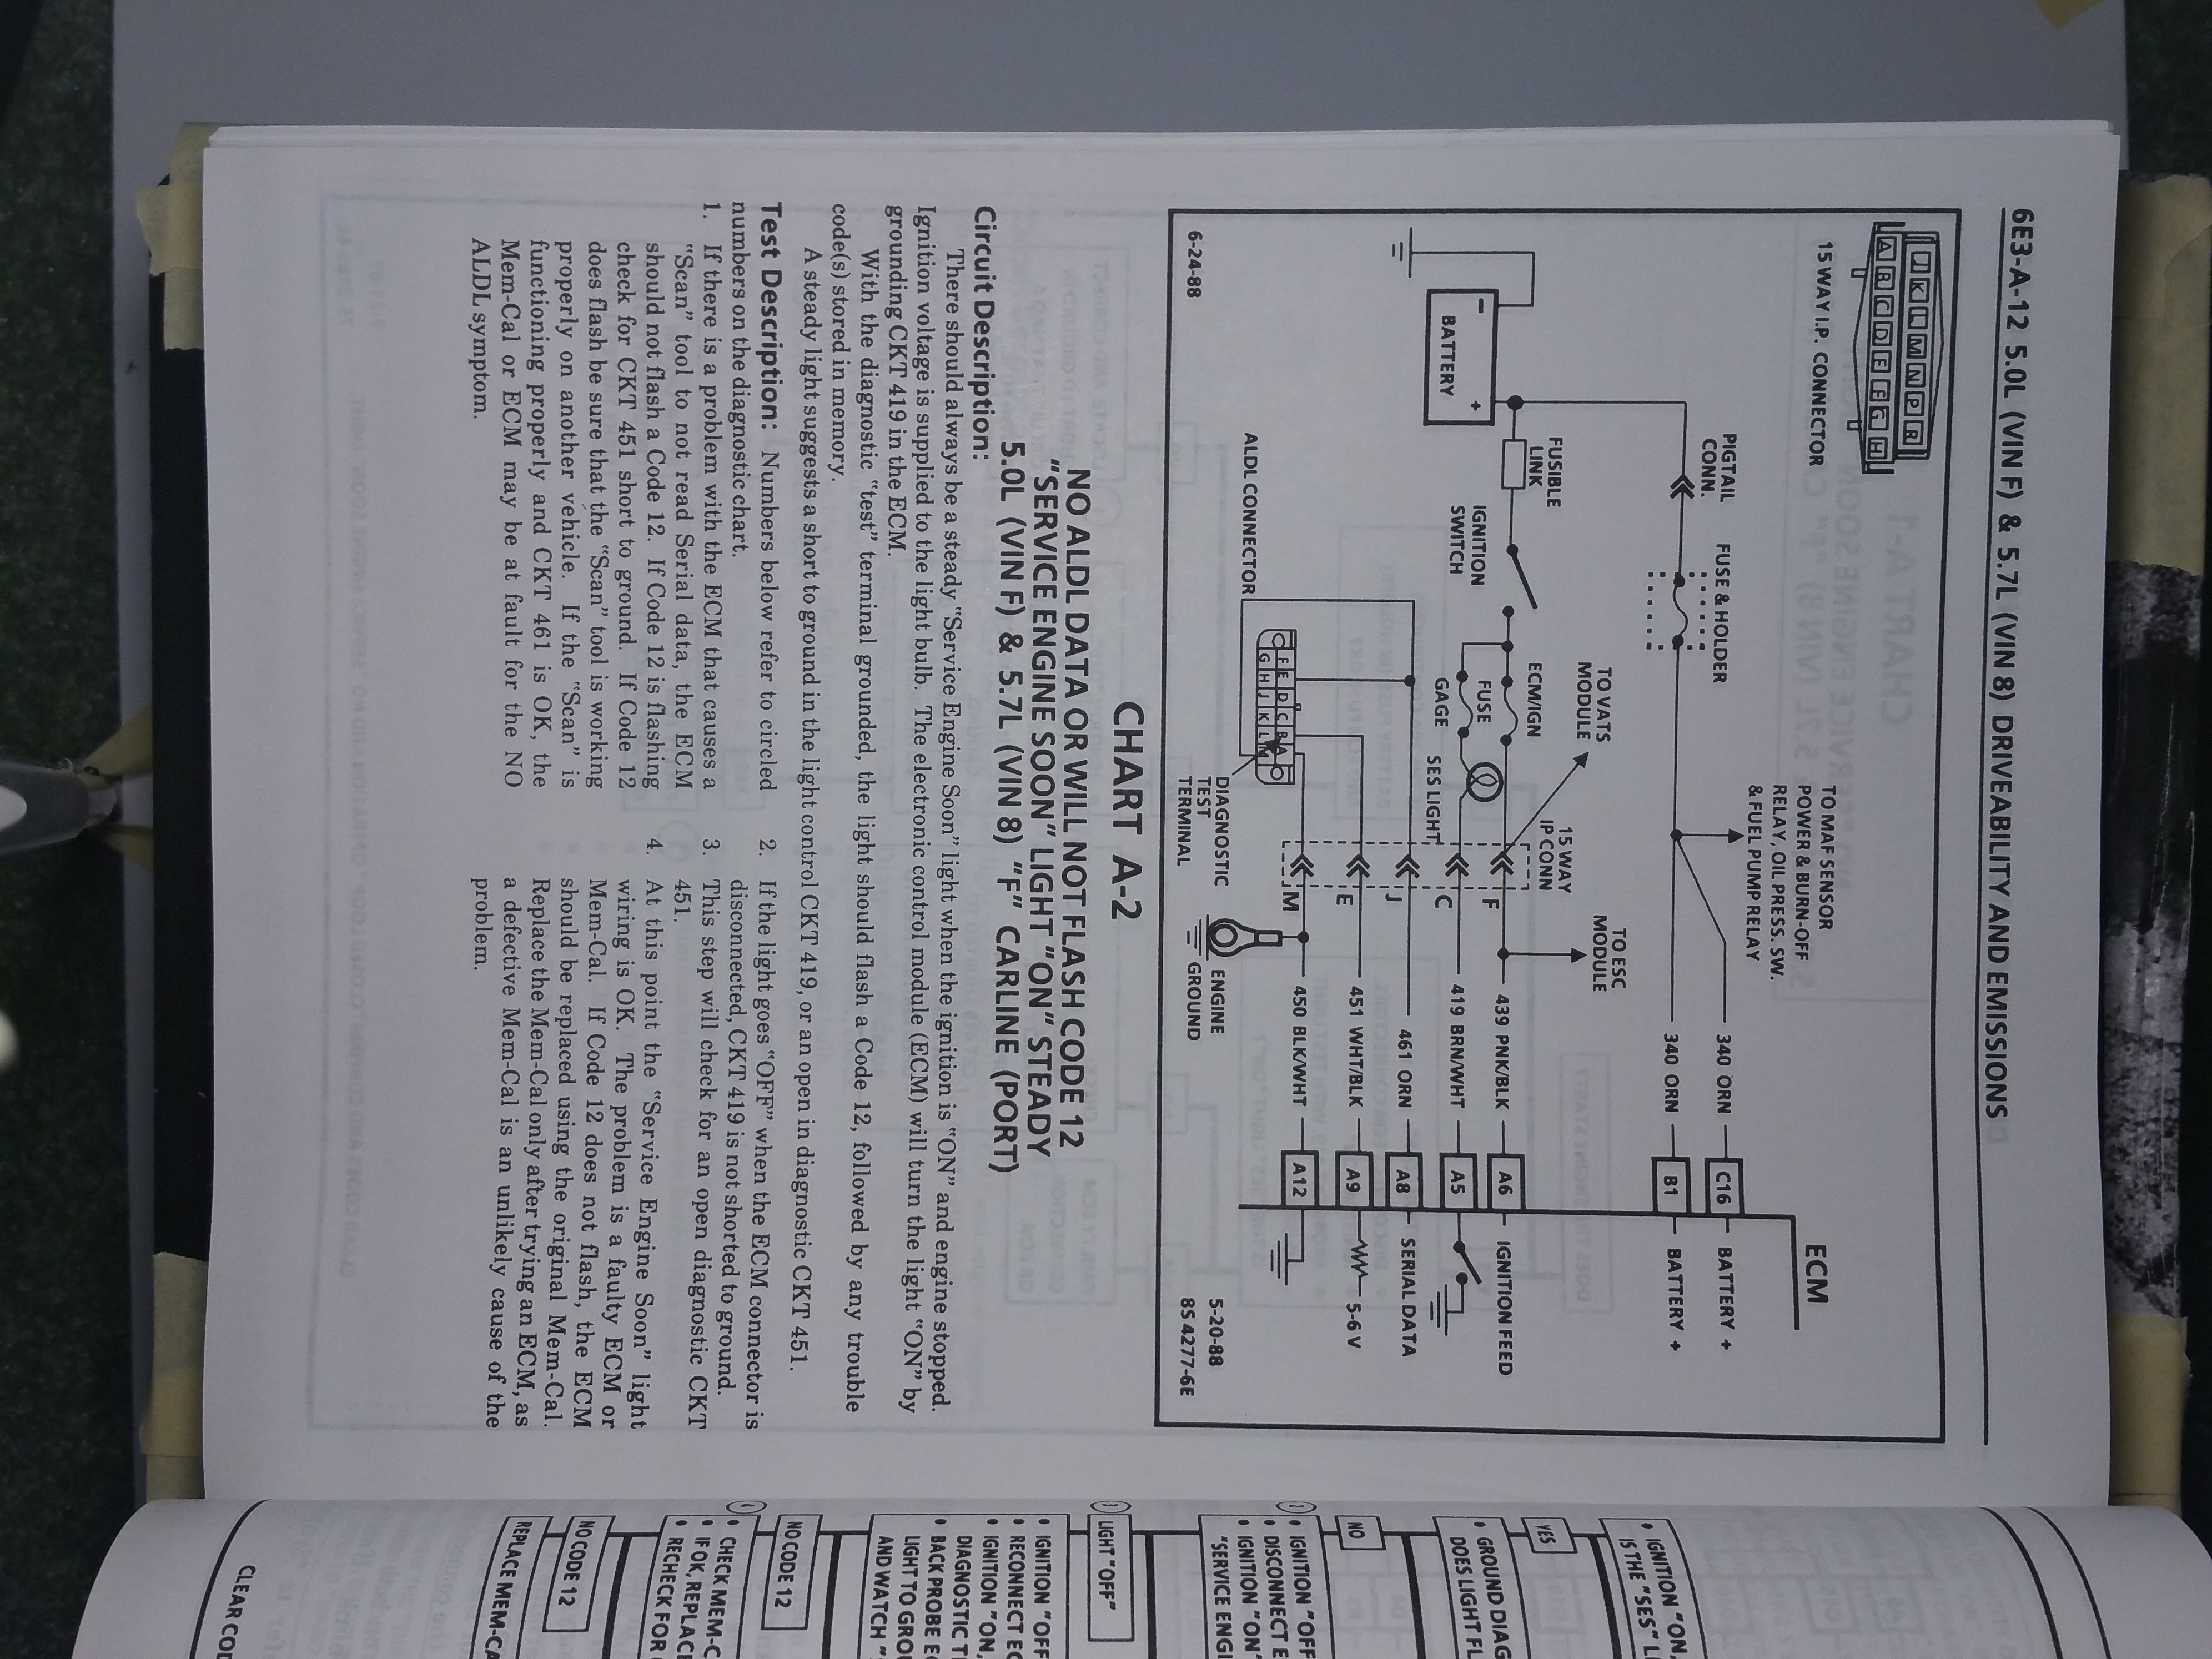 6E3-A-12 5.0L (VIN F) & 5.7L (VIN 8) DRIVEABILITY AND EMISSIONS
J K L M N P R
A B C D E F G H
15 WAY I.P. CONNECTOR
PIGTAIL
CONN.
FUSE & HOLDER
TO MAF SENSOR
POWER & BURN-OFF
RELAY, OIL PRESS. SW.
& FUEL PUMP RELAY
ECM
340 ORN
C16
BATTERY +
340 ORN
B1
BATTERY +
FUSIBLE
LINK
IGNITION
SWITCH
TO VATS
MODULE
ECM/IGN
FUSE
GAGE
SES LIGHT
15 WAY
IP CONN
TO ESC
MODULE
BATTERY
- +
F
439 PNK/BLK
A6
IGNITION FEED
C
419 BRN/WHT
A5
J
461 ORN
A8
SERIAL DATA
E
451 WHT/BLK
A9
5-6 V
M
450 BLK/WHT
A12
ALDL CONNECTOR
F E D C B A
G H J K L M
DIAGNOSTIC
TEST
TERMINAL
ENGINE
GROUND
6-24-88
5-20-88
8S 4277-6E
CHART A-2
NO ALDL DATA OR WILL NOT FLASH CODE 12
"SERVICE ENGINE SOON" LIGHT "ON" STEADY
5.0L (VIN F) & 5.7L (VIN 8) "F" CARLINE (PORT)
Circuit Description:
There should always be a steady "Service Engine Soon" light when the ignition is "ON" and engine stopped.
Ignition voltage is supplied to the light bulb. The electronic control module (ECM) will turn the light "ON" by
grounding CKT 419 in the ECM.
With the diagnostic "test" terminal grounded, the light should flash a Code 12, followed by any trouble
code(s) stored in memory.
A steady light suggests a short to ground in the light control CKT 419, or an open in diagnostic CKT 451.
Test Description: Numbers below refer to circled
numbers on the diagnostic chart.
1. If there is a problem with the ECM that causes a
"Scan" tool to not read Serial data, the ECM
should not flash a Code 12. If Code 12 is flashing
check for CKT 451 short to ground. If Code 12
does flash be sure that the "Scan" tool is working
properly on another vehicle. If the "Scan" is
functioning properly and CKT 461 is OK, the
Mem-Cal or ECM may be at fault for the NO
ALDL symptom.
2. If the light goes "OFF" when the ECM connector is
disconnected, CKT 419 is not shorted to ground.
3. This step will check for an open diagnostic CKT
451.
4. At this point the "Service Engine Soon" light
wiring is OK. The problem is a faulty ECM or
Mem-Cal. If Code 12 does not flash, the ECM
should be replaced using the original Mem-Cal.
Replace the Mem-Cal only after trying an ECM, as
a defective Mem-Cal is an unlikely cause of the
problem.
• IGNITION "ON,
IS THE "SES" L
YES
• GROUND DIAG
DOES LIGHT FL
NO
2 • IGNITION "OFF
• DISCONNECT E
• IGNITION "ON"
"SERVICE ENGI
3 LIGHT "OFF"
• IGNITION "OFF
• RECONNECT EC
• IGNITION "ON,
DIAGNOSTIC T
• BACK PROBE E
LIGHT TO GROU
AND WATCH "
NO CODE 12
4 • CHECK MEM-C
• IF OK, REPLACE
• RECHECK FOR
NO CODE 12
REPLACE MEM-CA
CLEAR COD